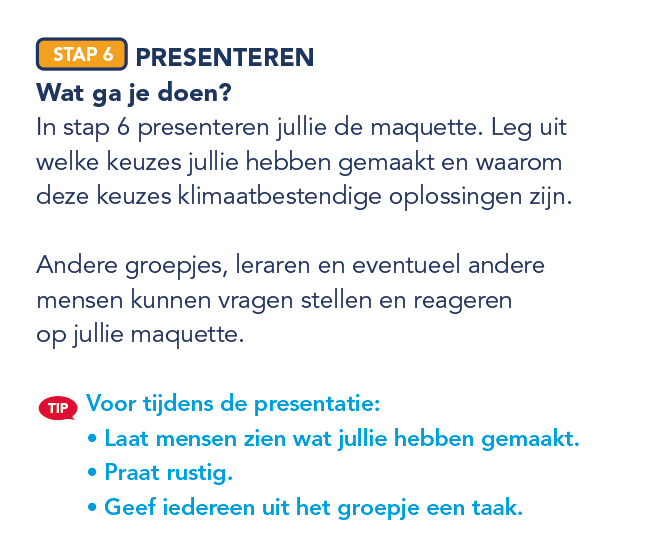 STAP 6 PRESENTEREN
Wat ga je doen?
In stap 6 presenteren jullie de maquette. Leg uit
welke keuzes jullie hebben gemaakt en waarom
deze keuzes klimaatbestendige oplossingen zijn.
Andere groepjes, leraren en eventueel andere
mensen kunnen vragen stellen en reageren
op jullie maquette.
TIP Voor tijdens de presentatie:
• Laat mensen zien wat jullie hebben gemaakt.
• Praat rustig.
• Geef iedereen uit het groepje een taak.